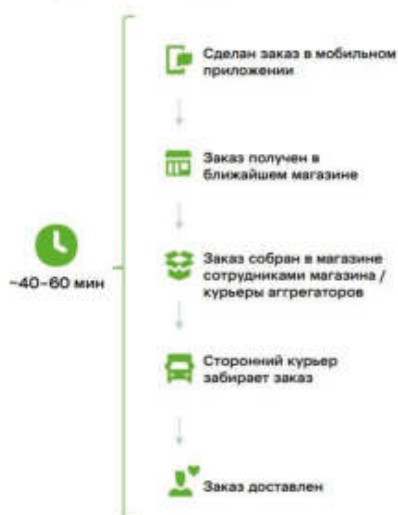 Сделан заказ в мобильном
приложении
Заказ получен в
ближайшем магазине
~40-60 мин
Заказ собран в магазине
сотрудниками магазина /
курьеры аггрегаторов
Сторонний курьер
забирает заказ
Заказ доставлен